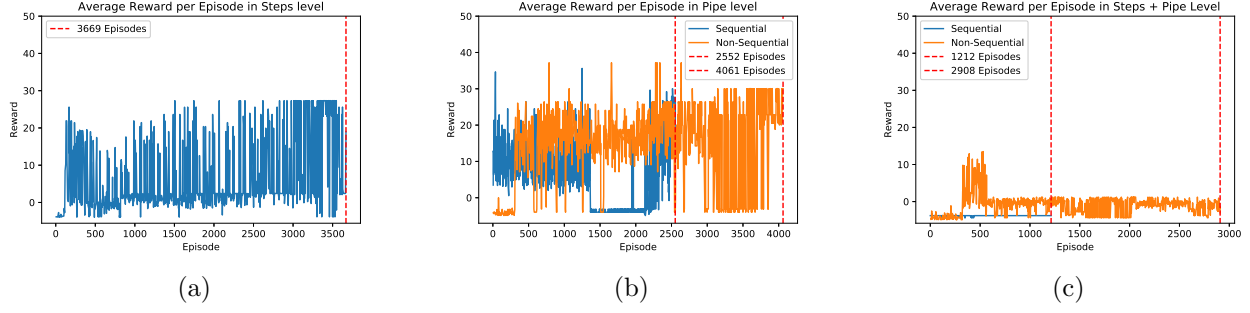 Average Reward per Episode in Steps level
50
40
30
20
10
0
Reward
3669 Episodes
0 500 1000 1500 2000 2500 3000 3500
Episode
(a)
Average Reward per Episode in Pipe level
50
40
30
20
10
0
Reward
Sequential
Non-Sequential
2552 Episodes
4061 Episodes
0 500 1000 1500 2000 2500 3000 3500 4000
Episode
(b)
Average Reward per Episode in Steps + Pipe Level
50
40
30
20
10
0
Reward
Sequential
Non-Sequential
1212 Episodes
2908 Episodes
0 500 1000 1500 2000 2500 3000
Episode
(c)